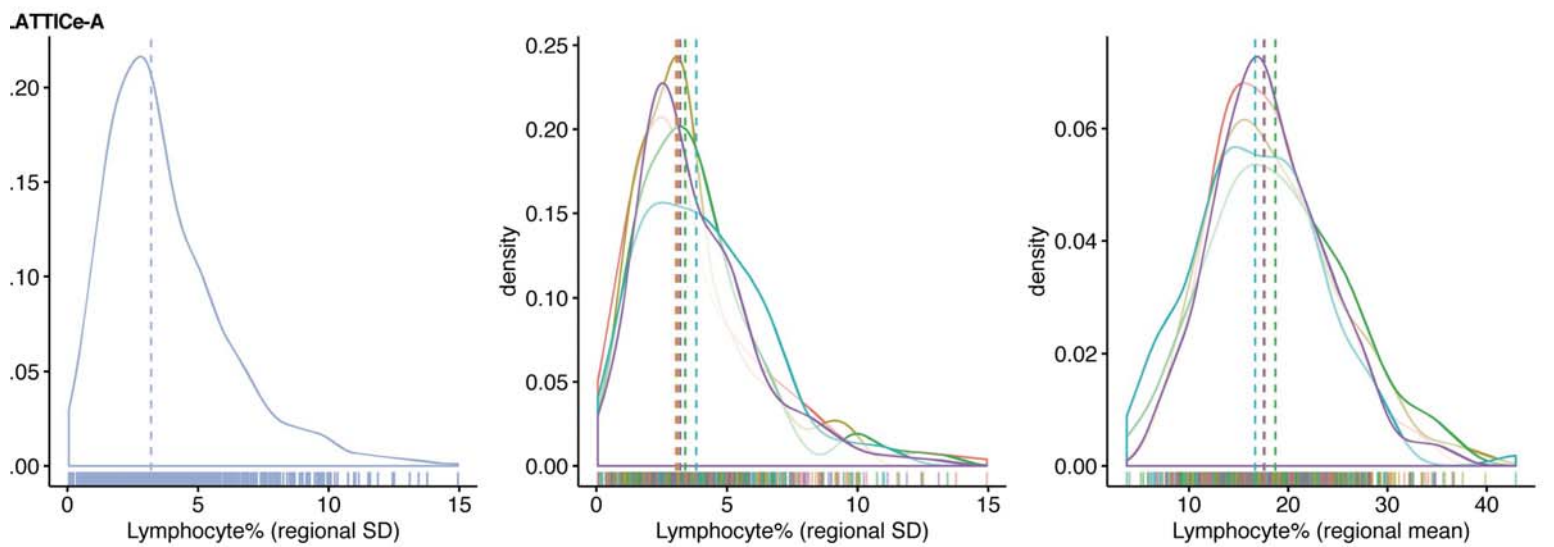 .ATTICe-A
.20
.15
.10
.05
.00
0 5 10 15
Lymphocyte% (regional SD)
density
0.25
0.20
0.15
0.10
0.05
0.00
0 5 10 15
Lymphocyte% (regional SD)
density
0.06
0.04
0.02
0.00
10 20 30 40
Lymphocyte% (regional mean)